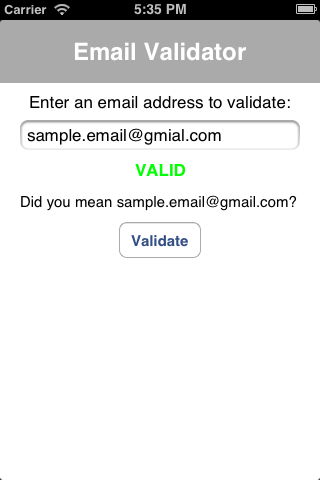 Carrier 5:35 PM
Email Validator
Enter an email address to validate:
sample.email@gmial.com
VALID
Did you mean sample.email@gmail.com?
Validate